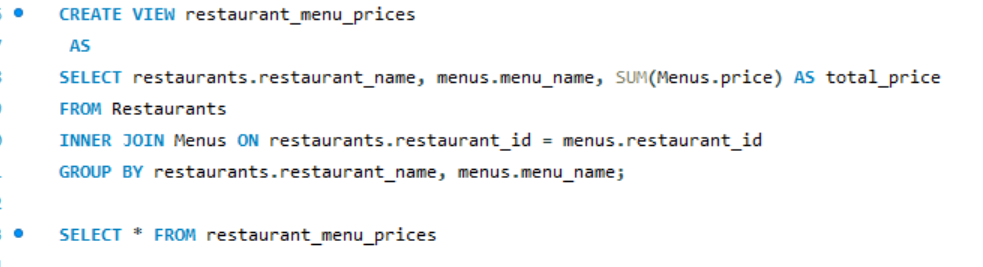 CREATE VIEW restaurant_menu_prices
AS
SELECT restaurants.restaurant_name, menus.menu_name, SUM(Menus.price) AS total_price
FROM Restaurants
INNER JOIN Menus ON restaurants.restaurant_id = menus.restaurant_id
GROUP BY restaurants.restaurant_name, menus.menu_name;
SELECT * FROM restaurant_menu_prices